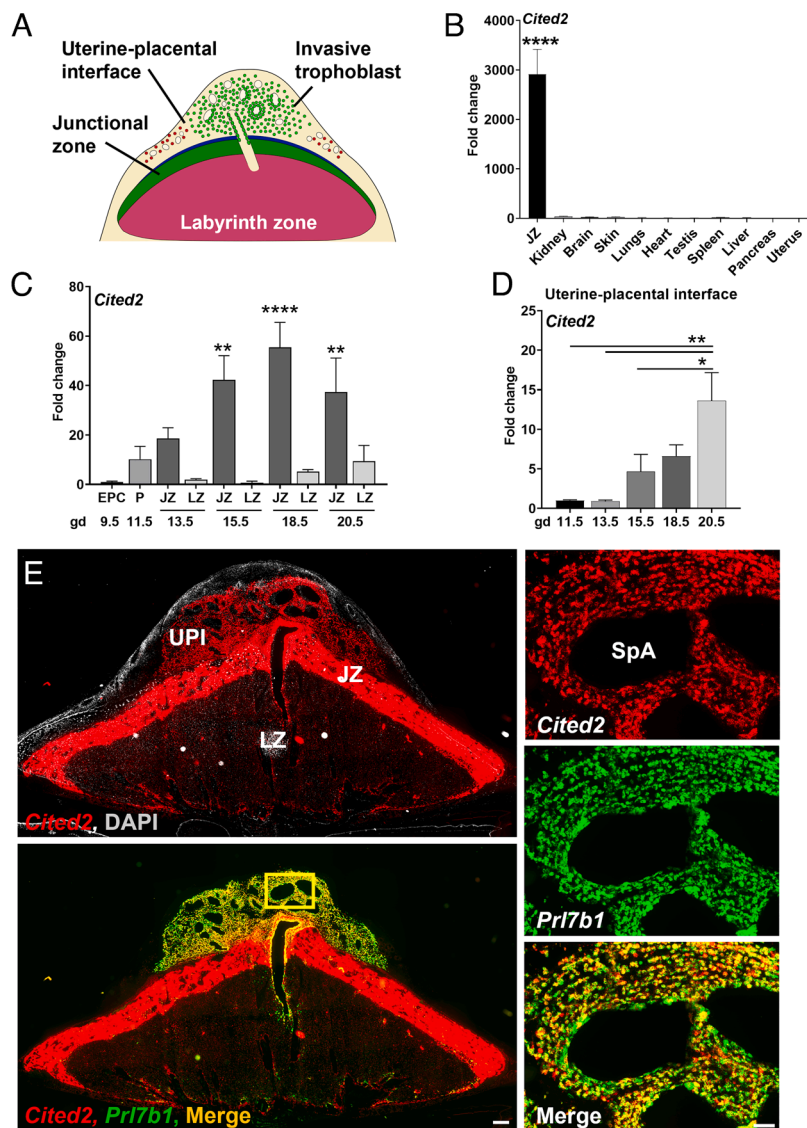 A
Uterine-placental
interface
Invasive
trophoblast
Junctional
zone
Labyrinth zone
B
Cited2
****
Fold change
4000
3000
2000
1000
0
JZ
Kidney
Brain
Skin
Lungs
Heart
Testis
Spleen
Liver
Pancreas
Uterus
C
Cited2
Fold change
80
60
40
20
0
**
****
**
EPC P JZ LZ JZ LZ JZ LZ JZ LZ
gd 9.5 11.5 13.5 15.5 18.5 20.5
D
Uterine-placental interface
Cited2
Fold change
25
20
15
10
5
0
**
*
gd 11.5 13.5 15.5 18.5 20.5
E
UPI
JZ
LZ
Cited2, DAPI
SpA
Cited2
Prl7b1
Cited2, Prl7b1, Merge
Merge